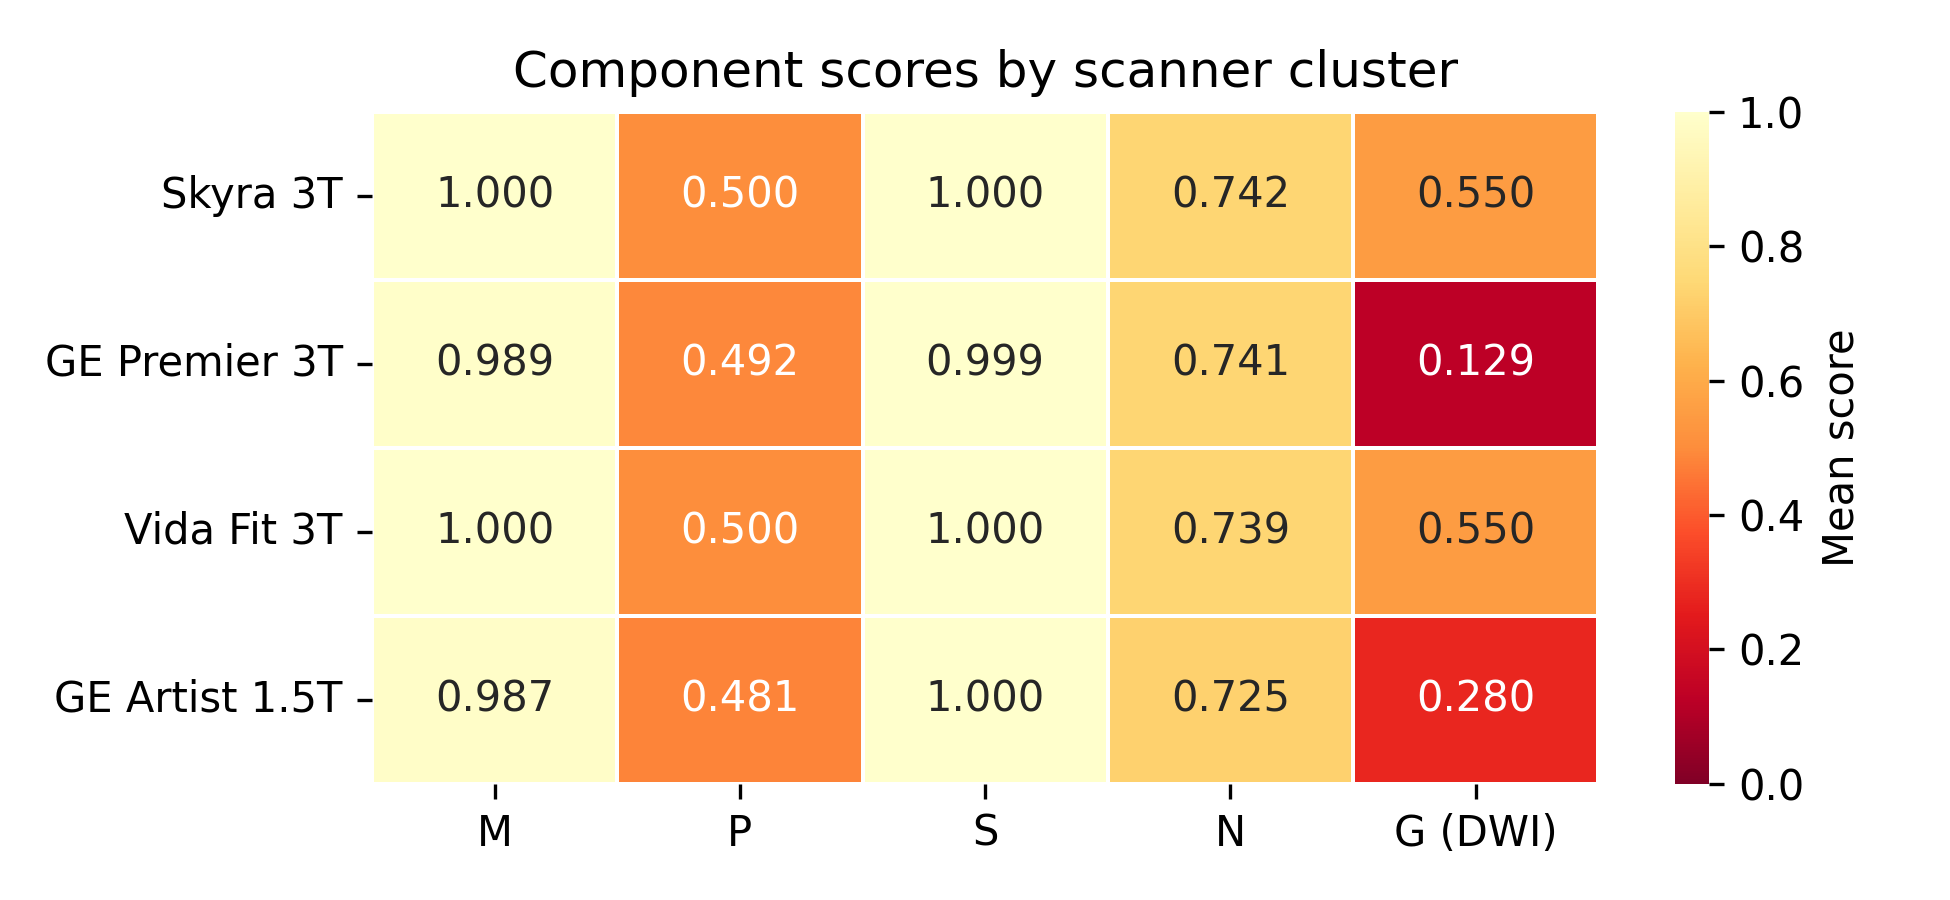 Component scores by scanner cluster
Skyra 3T 1.000 0.500 1.000 0.742 0.550
GE Premier 3T 0.989 0.492 0.999 0.741 0.129
Vida Fit 3T 1.000 0.500 1.000 0.739 0.550
GE Artist 1.5T 0.987 0.481 1.000 0.725 0.280
M P S N G (DWI)
1.0
0.8
0.6
0.4
0.2
0.0
Mean score